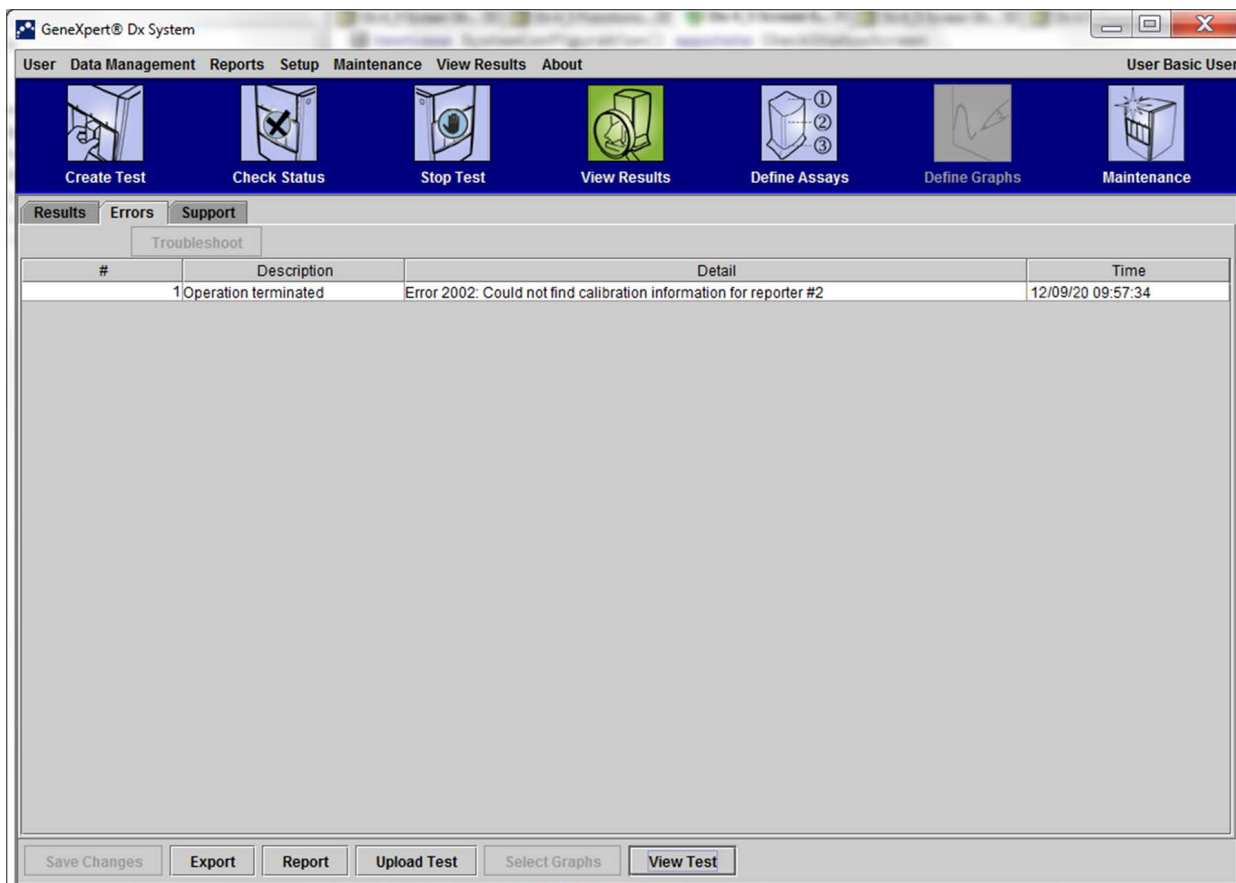 GeneXpert® Dx System
User Data Management Reports Setup Maintenance View Results About User Basic User
① ② ③
Create Test Check Status Stop Test View Results Define Assays Define Graphs Maintenance
Results Errors Support
Troubleshoot
# Description Detail Time
1 Operation terminated Error 2002: Could not find calibration information for reporter #2 12/09/20 09:57:34
Save Changes Export Report Upload Test Select Graphs View Test